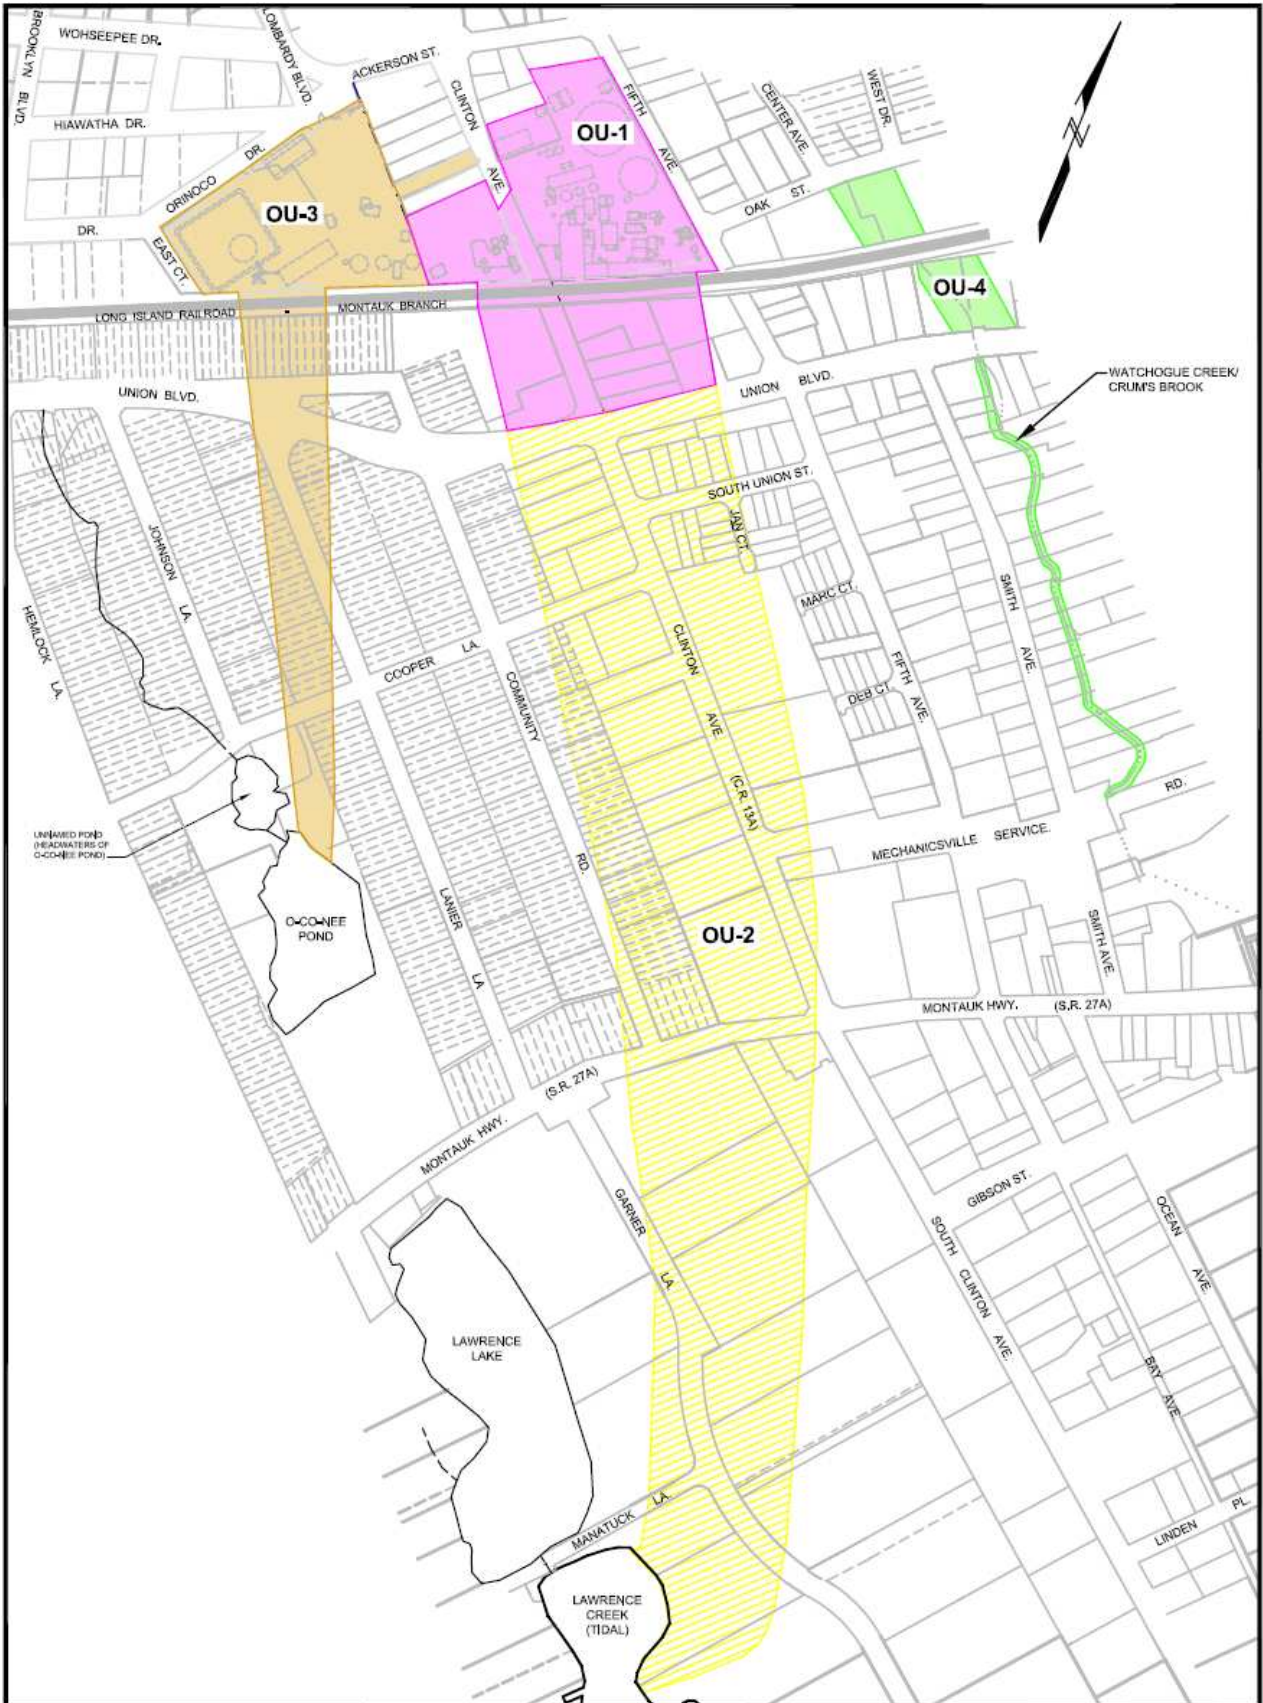 BROOKLYN BLVD.
WOHSEEPEE DR.
LOMBARDY BLVD.
ACKERSON ST.
CLINTON
AVE.
FIFTH
AVE.
CENTER AVE.
WEST DR.
HIAWATHA DR.
ORINOCO DR.
OU-1
N
OU-3
OAK ST.
DR.
EAST CT.
OU-4
LONG ISLAND RAILROAD
MONTAUK BRANCH
WATCHOGUE CREEK/
CRUM'S BROOK
UNION BLVD.
UNION BLVD.
SOUTH UNION ST.
JAN CT.
JOHNSON
LA.
HEMLOCK
LA.
MARC CT.
SMITH
AVE.
COOPER LA.
COMMUNITY
RD.
CLINTON
AVE.
(C.R. 13A)
FIFTH
AVE.
DEB CT.
RD.
UNNAMED POND
(HEADWATERS OF
O-CO-NEE POND)
MECHANICSVILLE SERVICE.
O-CO-NEE
POND
LANIER
LA.
OU-2
SMITH AVE.
MONTAUK HWY. (S.R. 27A)
MONTAUK HWY.
(S.R. 27A)
GARNER
LA.
GIBSON ST.
SOUTH
CLINTON
AVE.
OCEAN
AVE.
LAWRENCE
LAKE
BAY AVE.
MANATUCK LA.
LINDEN PL.
LAWRENCE
CREEK
(TIDAL)